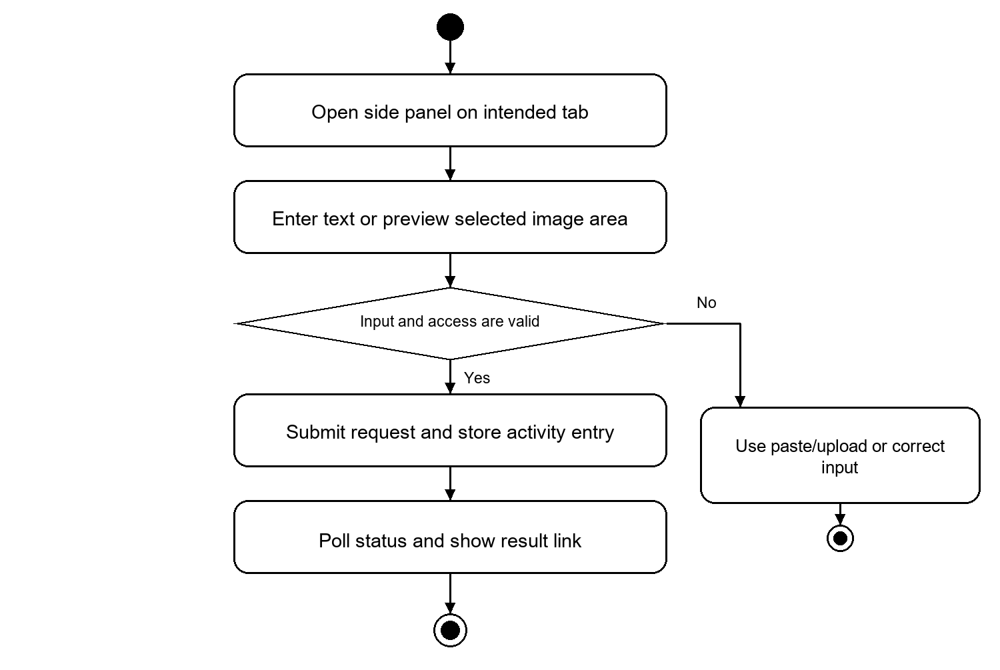 Open side panel on intended tab
Enter text or preview selected image area
Input and access are valid
No
Yes
Submit request and store activity entry
Use paste/upload or correct
input
Poll status and show result link